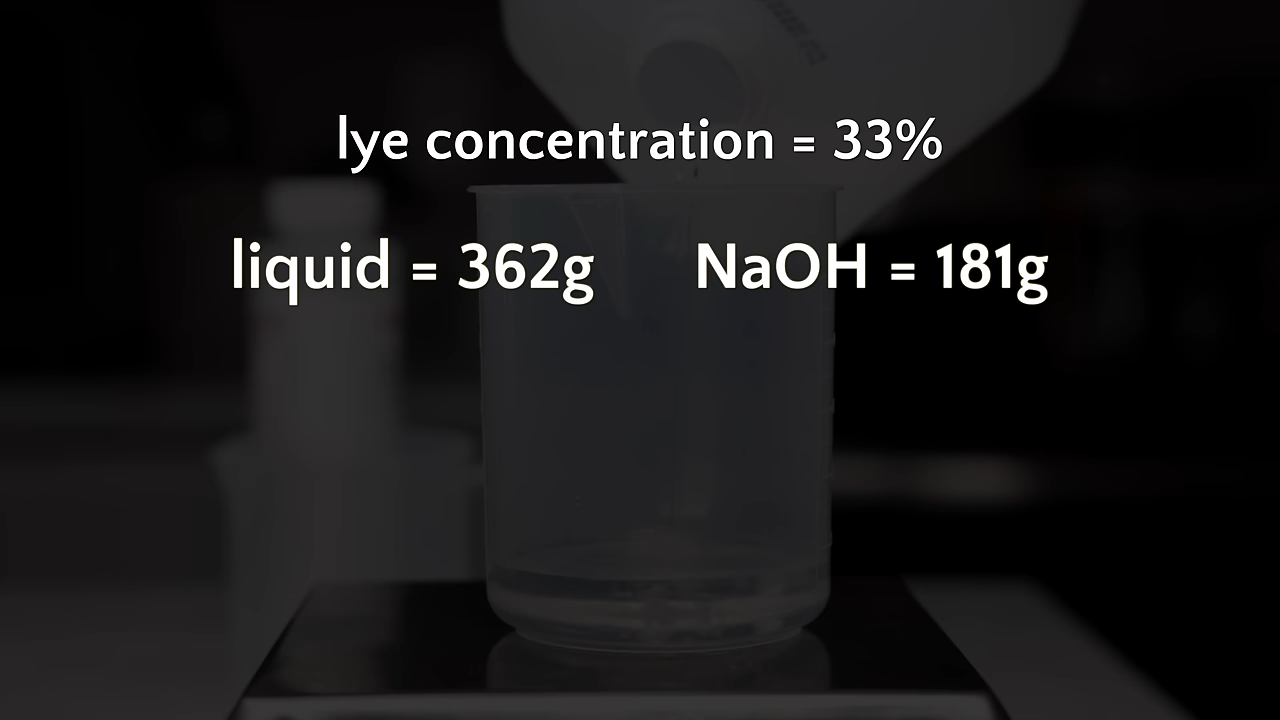 lye concentration = 33%
liquid = 362g NaOH = 181g